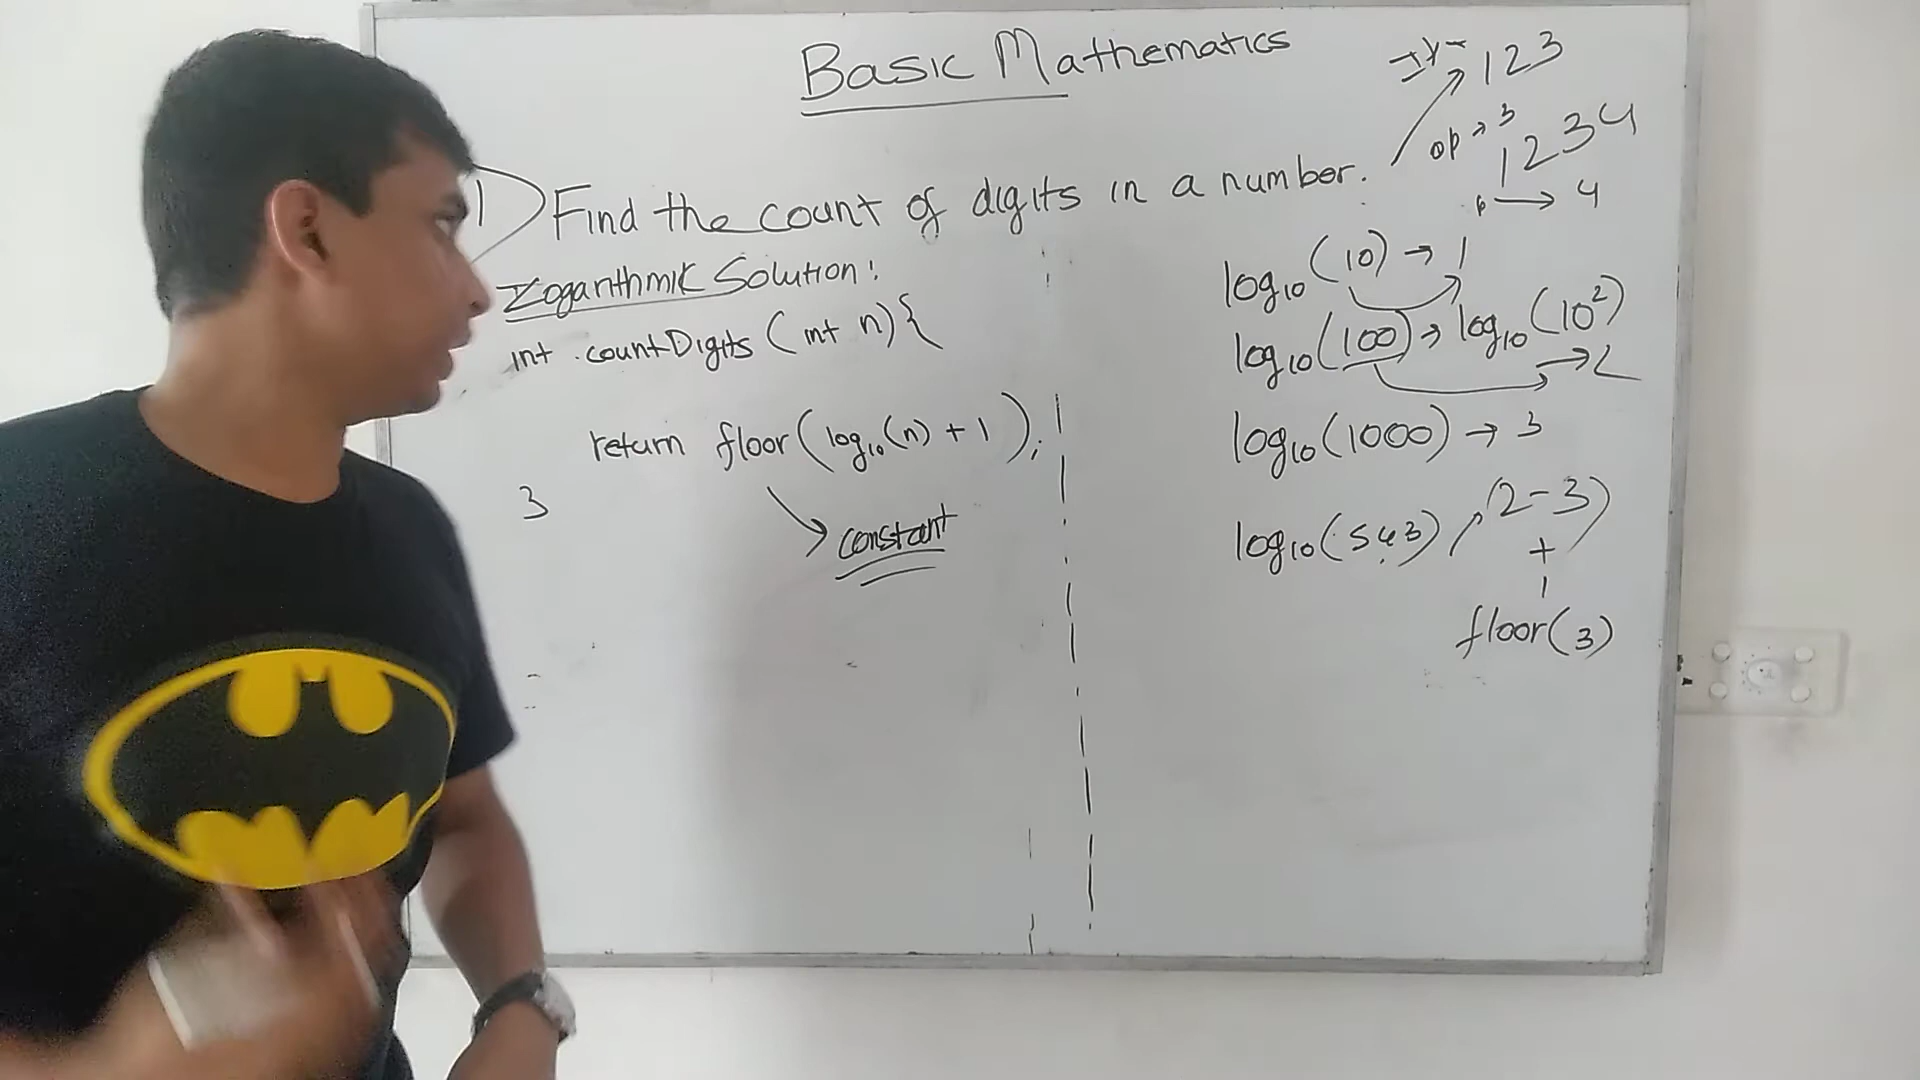 Basic Mathematics
1) Find the count of digits in a number.
Logarithmic Solution:
int countDigits (int n) {
return floor (log10(n) + 1);
}
constant
123
op → 3
1234
→ 4
log10 (10) → 1
log10 (100) → log10 (10²)
→ 2
log10 (1000) → 3
log10 (543) (2-3)
+
1
floor(3)